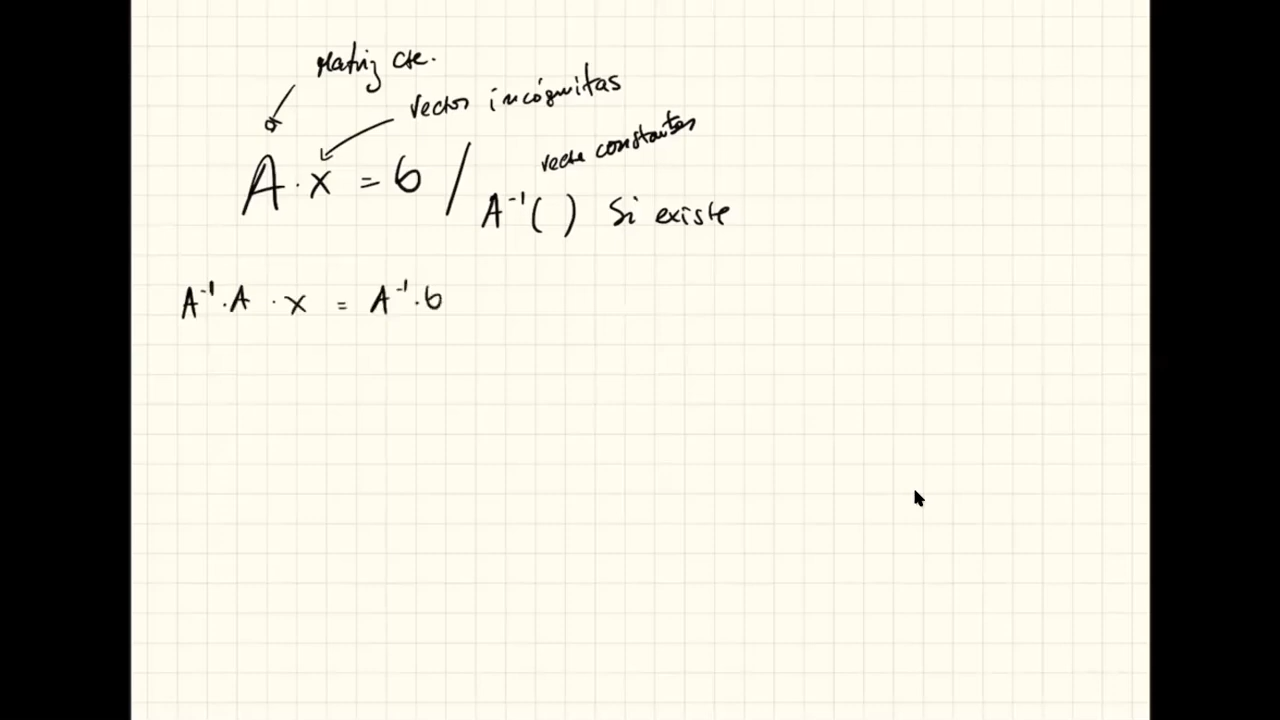 Matriz cte.
vector incógnitas
vector constantes
A · x = b /
A⁻¹( ) Si existe
A⁻¹ · A · x = A⁻¹ · b